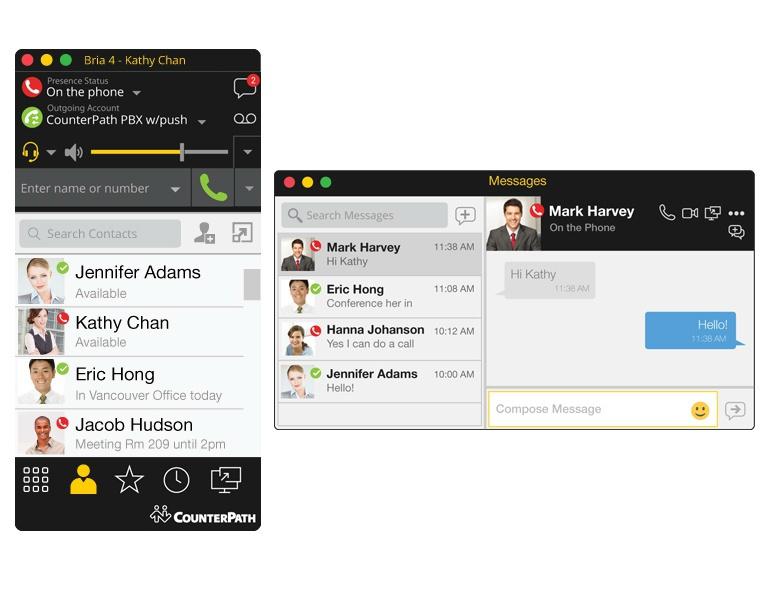 Bria 4 - Kathy Chan
Presence Status
On the phone
2
Outgoing Account
CounterPath PBX w/push
Enter name or number
Search Contacts
Jennifer Adams
Available
Kathy Chan
Available
Eric Hong
In Vancouver Office today
Jacob Hudson
Meeting Rm 209 until 2pm
COUNTERPATH
Messages
Search Messages
Mark Harvey 11:38 AM
Hi Kathy
Eric Hong 11:08 AM
Conference her in
Hanna Johanson 10:12 AM
Yes I can do a call
Jennifer Adams 10:00 AM
Hello!
Mark Harvey
On the Phone
Hi Kathy
11:38 AM
Hello!
11:38 AM
Compose Message